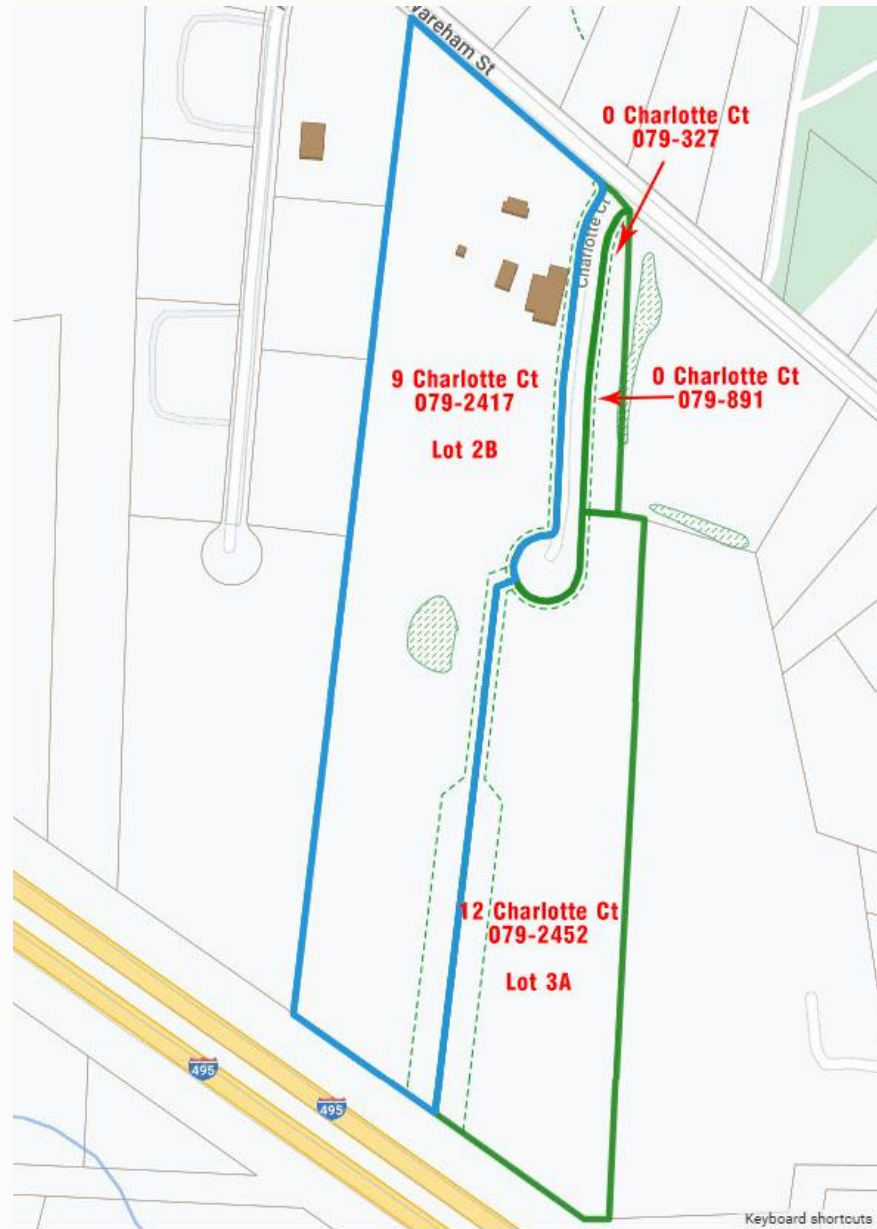 Wareham St
0 Charlotte Ct
079-327
Charlotte Ct
9 Charlotte Ct
079-2417
Lot 2B
0 Charlotte Ct
079-891
12 Charlotte Ct
079-2452
Lot 3A
495
495
Keyboard shortcuts